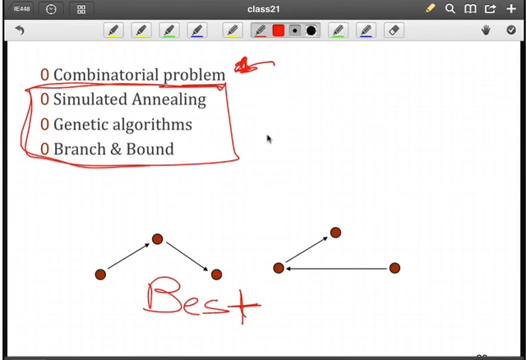 IE448
class21
0 Combinatorial problem
0 Simulated Annealing
0 Genetic algorithms
0 Branch & Bound
Best